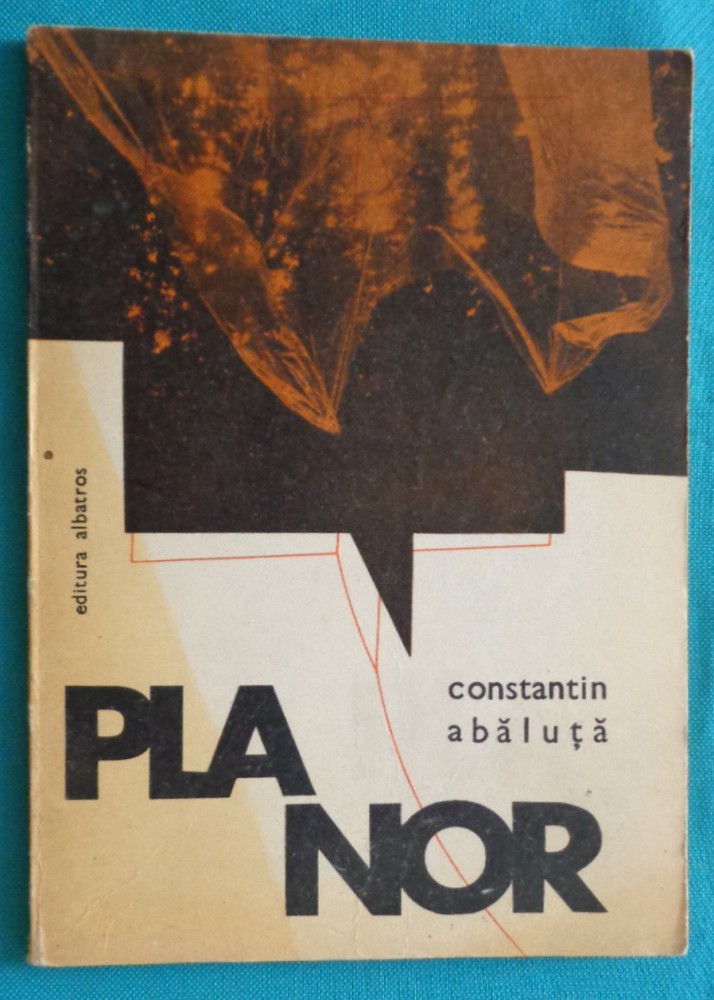 editura albatros
constantin
abăluță
PLA
NOR